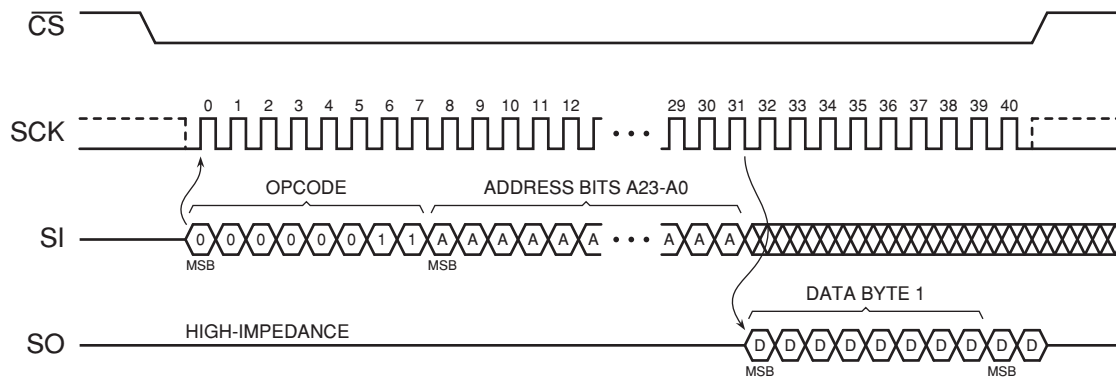 CS
0 1 2 3 4 5 6 7 8 9 10 11 12 29 30 31 32 33 34 35 36 37 38 39 40
SCK
OPCODE ADDRESS BITS A23-A0
SI 0 0 0 0 0 0 1 1 A A A A A A A A A
MSB MSB
DATA BYTE 1
HIGH-IMPEDANCE
SO D D D D D D D D D D
MSB MSB